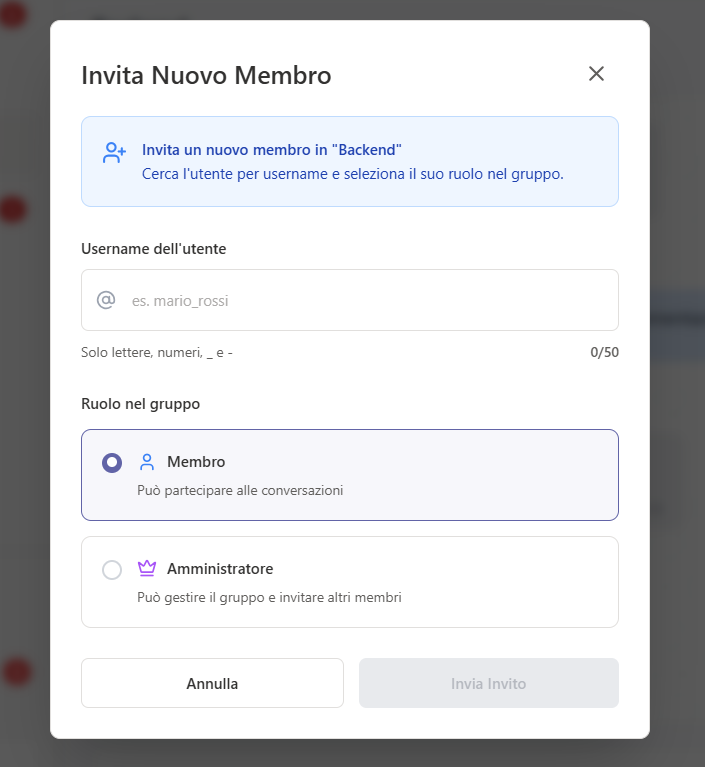 Invita Nuovo Membro
Invita un nuovo membro in "Backend"
Cerca l'utente per username e seleziona il suo ruolo nel gruppo.
Username dell'utente
@ es. mario_rossi
Solo lettere, numeri, _ e - 0/50
Ruolo nel gruppo
Membro
Può partecipare alle conversazioni
Amministratore
Può gestire il gruppo e invitare altri membri
Annulla Invia Invito